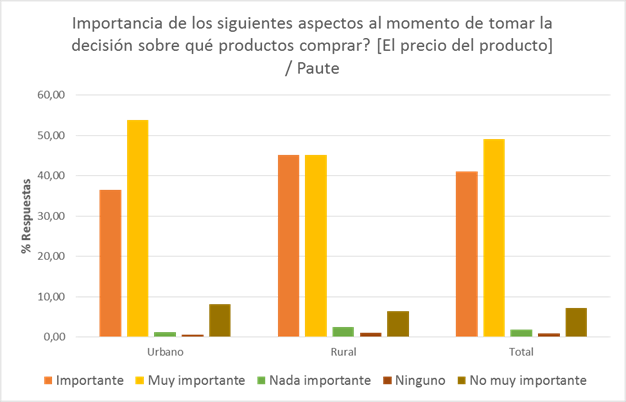 Importancia de los siguientes aspectos al momento de tomar la
decisión sobre qué productos comprar? [El precio del producto]
/ Paute
60,00
50,00
40,00
30,00
20,00
10,00
0,00
% Respuestas
Urbano Rural Total
Importante Muy importante Nada importante Ninguno No muy importante